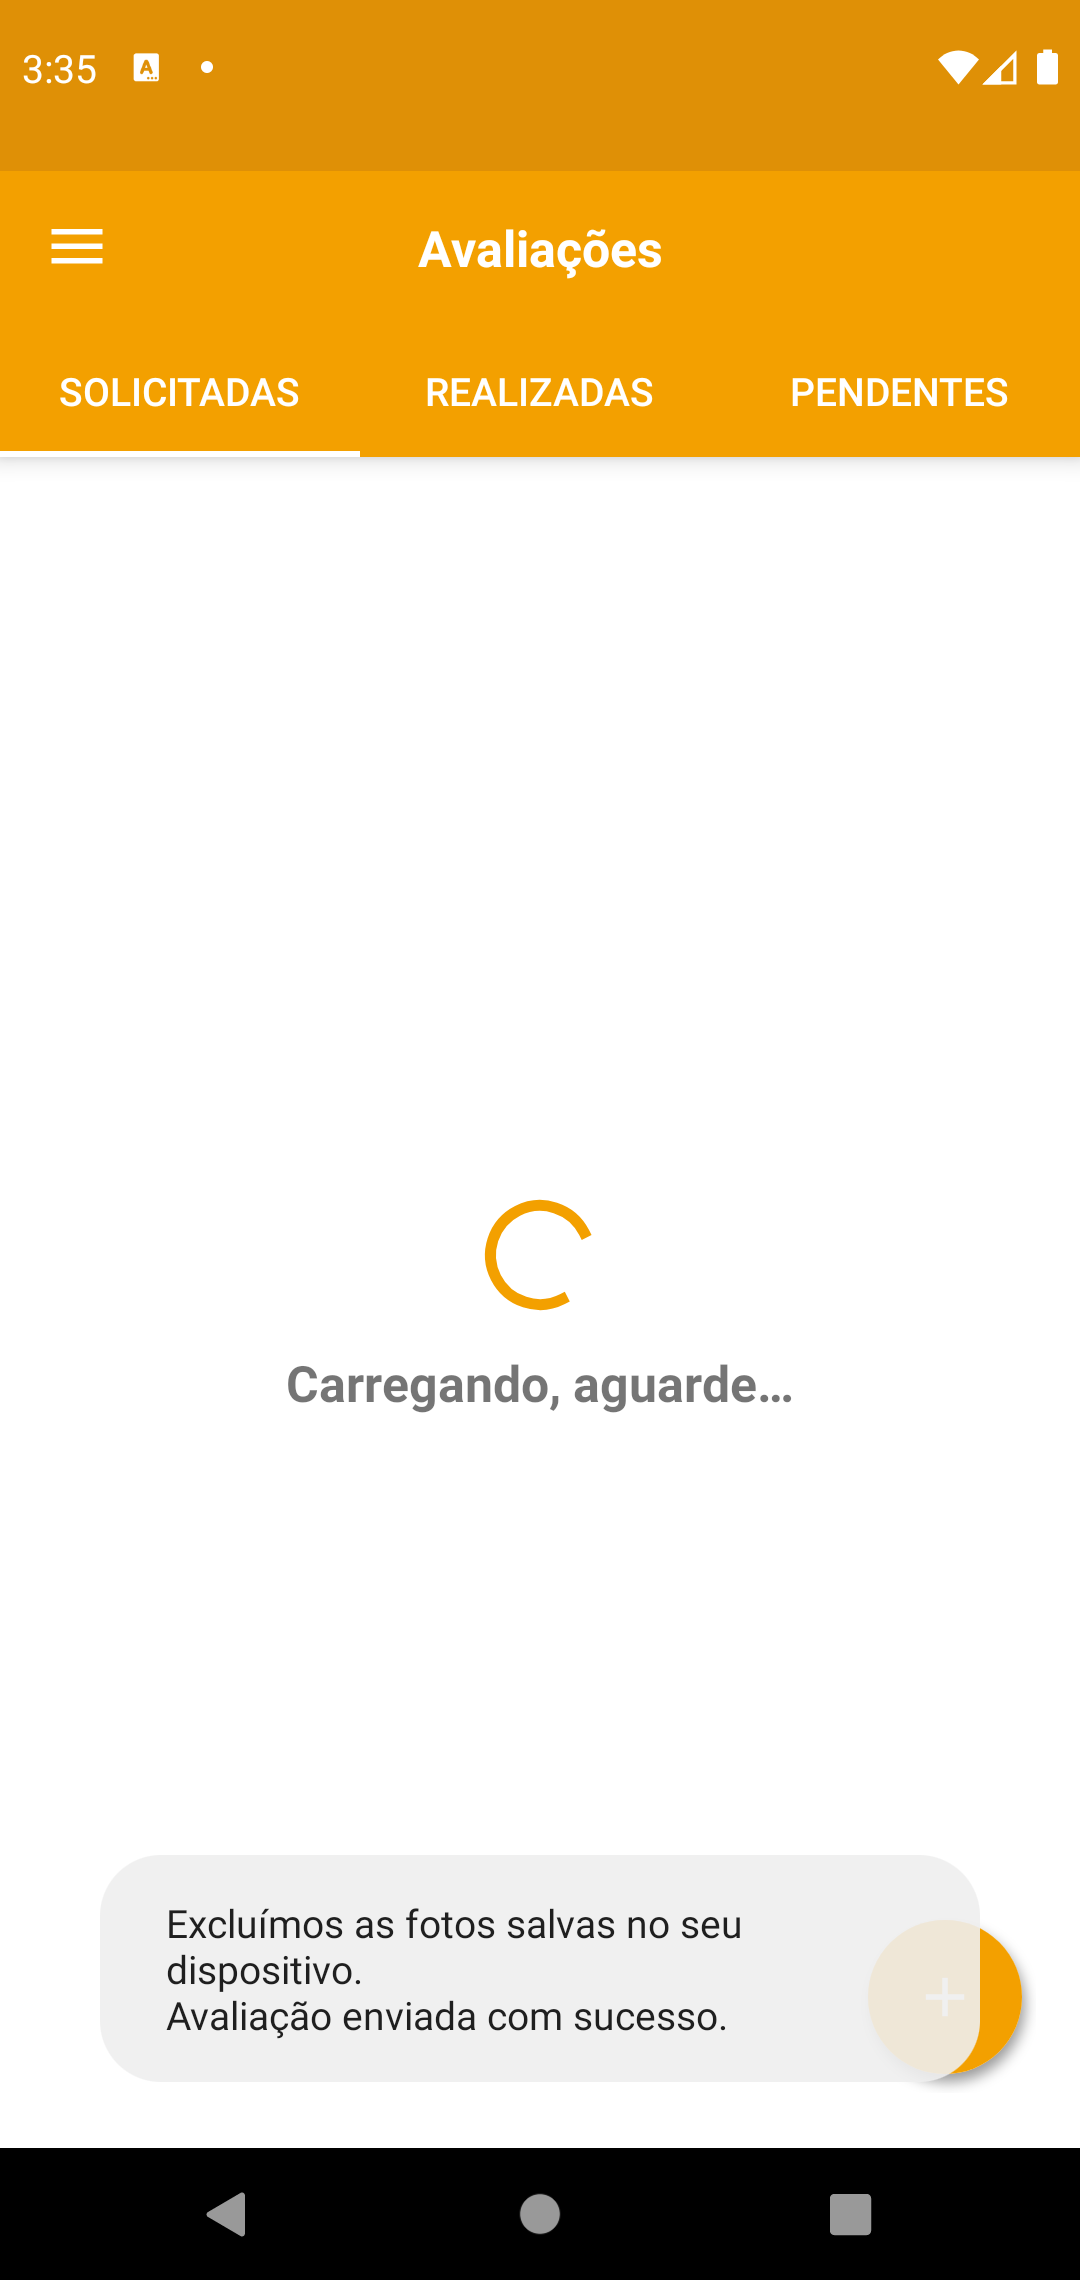 3:35
Avaliações
SOLICITADAS
REALIZADAS
PENDENTES
Carregando, aguarde...
Excluímos as fotos salvas no seu
dispositivo.
Avaliação enviada com sucesso.